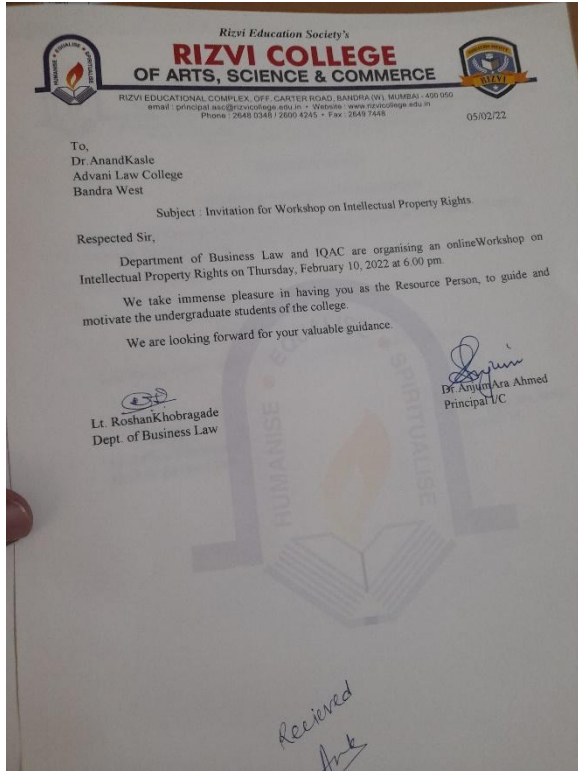 Rizvi Education Society's
RIZVI COLLEGE
OF ARTS, SCIENCE & COMMERCE
HUMANISE • EQUALISE • SPIRITUALISE
RIZVI
RIZVI EDUCATIONAL COMPLEX, OFF. CARTER ROAD, BANDRA (W), MUMBAI - 400 050
email : principal.asc@rizvicollege.edu.in • Website : www.rizvicollege.edu.in
Phone : 2648 0348 / 2600 4245 • Fax : 2649 7448
05/02/22
To,
Dr.AnandKasle
Advani Law College
Bandra West
Subject : Invitation for Workshop on Intellectual Property Rights.
Respected Sir,
Department of Business Law and IQAC are organising an onlineWorkshop on
Intellectual Property Rights on Thursday, February 10, 2022 at 6.00 pm.
We take immense pleasure in having you as the Resource Person, to guide and
motivate the undergraduate students of the college.
We are looking forward for your valuable guidance.
Lt. RoshanKhobragade
Dept. of Business Law
Dr.AnjumAra Ahmed
Principal I/C
HUMANISE • EQUALISE • SPIRITUALISE
Recieved